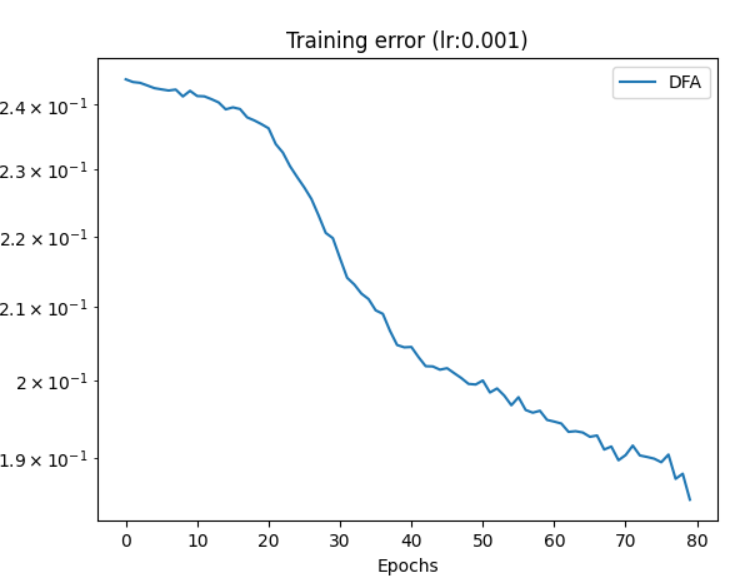 Training error (lr:0.001)
DFA
2.4 × 10⁻¹
2.3 × 10⁻¹
2.2 × 10⁻¹
2.1 × 10⁻¹
2 × 10⁻¹
1.9 × 10⁻¹
0 10 20 30 40 50 60 70 80
Epochs